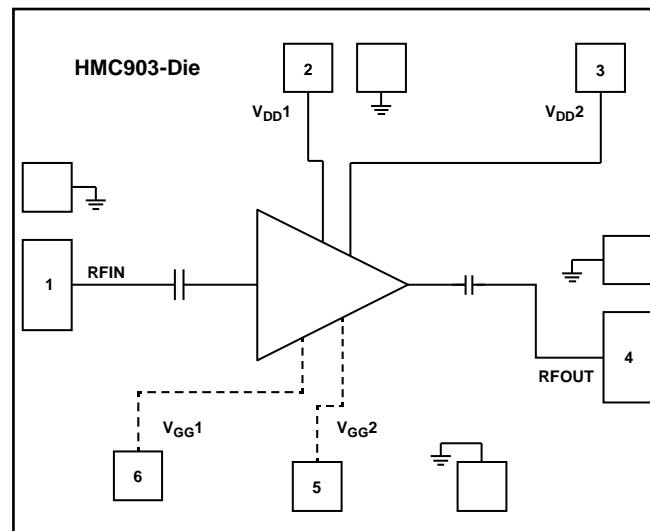 HMC903-Die
2
3
VDD1
VDD2
1
RFIN
4
RFOUT
VGG1
VGG2
6
5